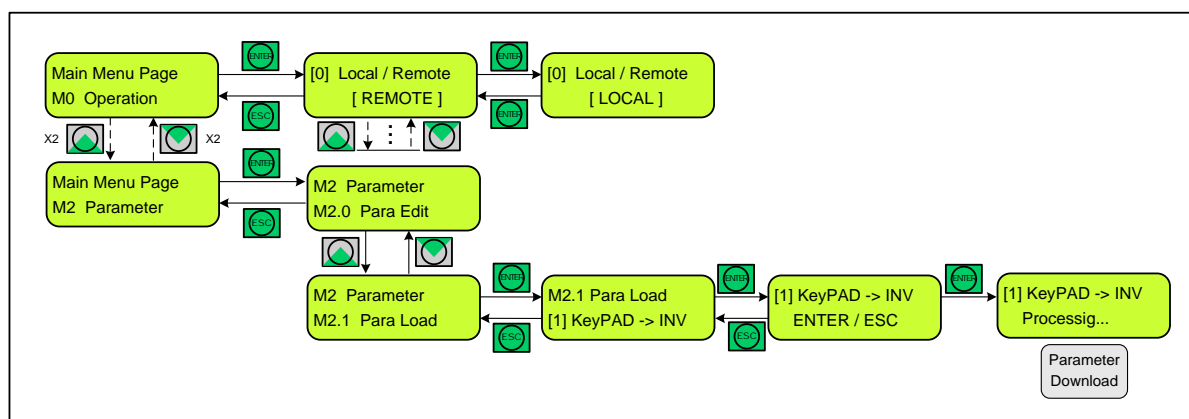 ENTER
ENTER
Main Menu Page
M0 Operation
[0] Local / Remote
[ REMOTE ]
[0] Local / Remote
[ LOCAL ]
ESC
ENTER
X2
X2
ENTER
Main Menu Page
M2 Parameter
M2 Parameter
M2.0 Para Edit
ESC
ENTER
ENTER
ENTER
M2 Parameter
M2.1 Para Load
M2.1 Para Load
[1] KeyPAD -> INV
[1] KeyPAD -> INV
ENTER / ESC
[1] KeyPAD -> INV
Processig...
ESC
ESC
Parameter
Download